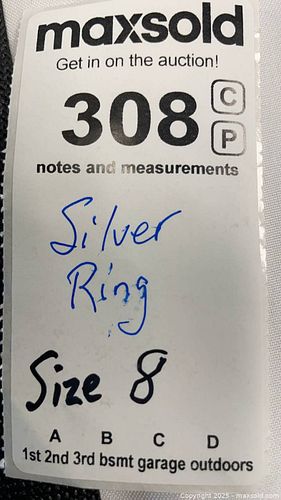 maxsold
Get in on the auction!
308 C
P
notes and measurements
Silver
Ring
Size 8
A B C D
1st 2nd 3rd bsmt garage outdoors
Copyright © 2025 - maxsold.com